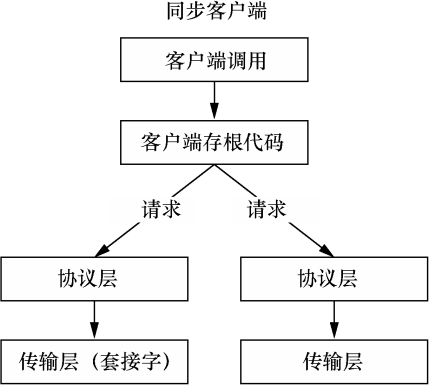 同步客户端
客户端调用
客户端存根代码
请求
请求
协议层
协议层
传输层（套接字）
传输层